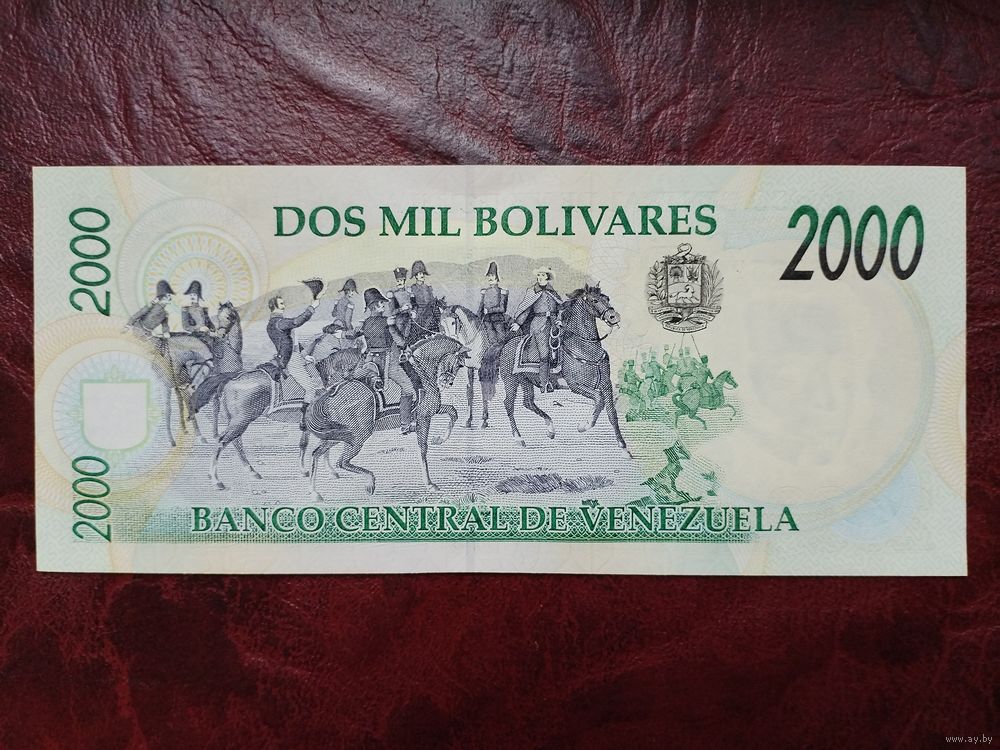 DOS MIL BOLIVARES
2000
2000
2000
BANCO CENTRAL DE VENEZUELA
www.ay.by